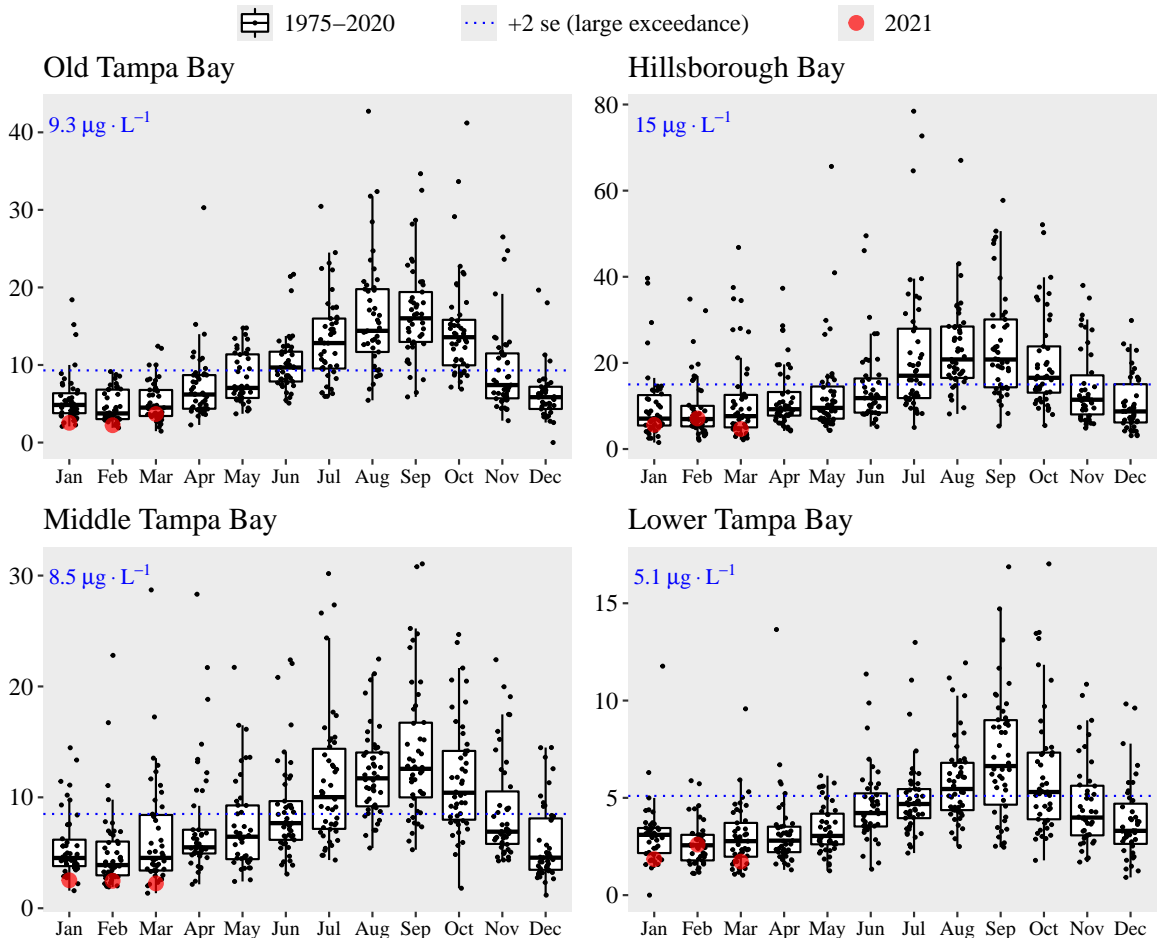 1975–2020 +2 se (large exceedance) 2021
Old Tampa Bay
9.3 μg · L⁻¹
40
30
20
10
0
Jan Feb Mar Apr May Jun Jul Aug Sep Oct Nov Dec
Hillsborough Bay
15 μg · L⁻¹
80
60
40
20
0
Jan Feb Mar Apr May Jun Jul Aug Sep Oct Nov Dec
Middle Tampa Bay
8.5 μg · L⁻¹
30
20
10
0
Jan Feb Mar Apr May Jun Jul Aug Sep Oct Nov Dec
Lower Tampa Bay
5.1 μg · L⁻¹
15
10
5
0
Jan Feb Mar Apr May Jun Jul Aug Sep Oct Nov Dec